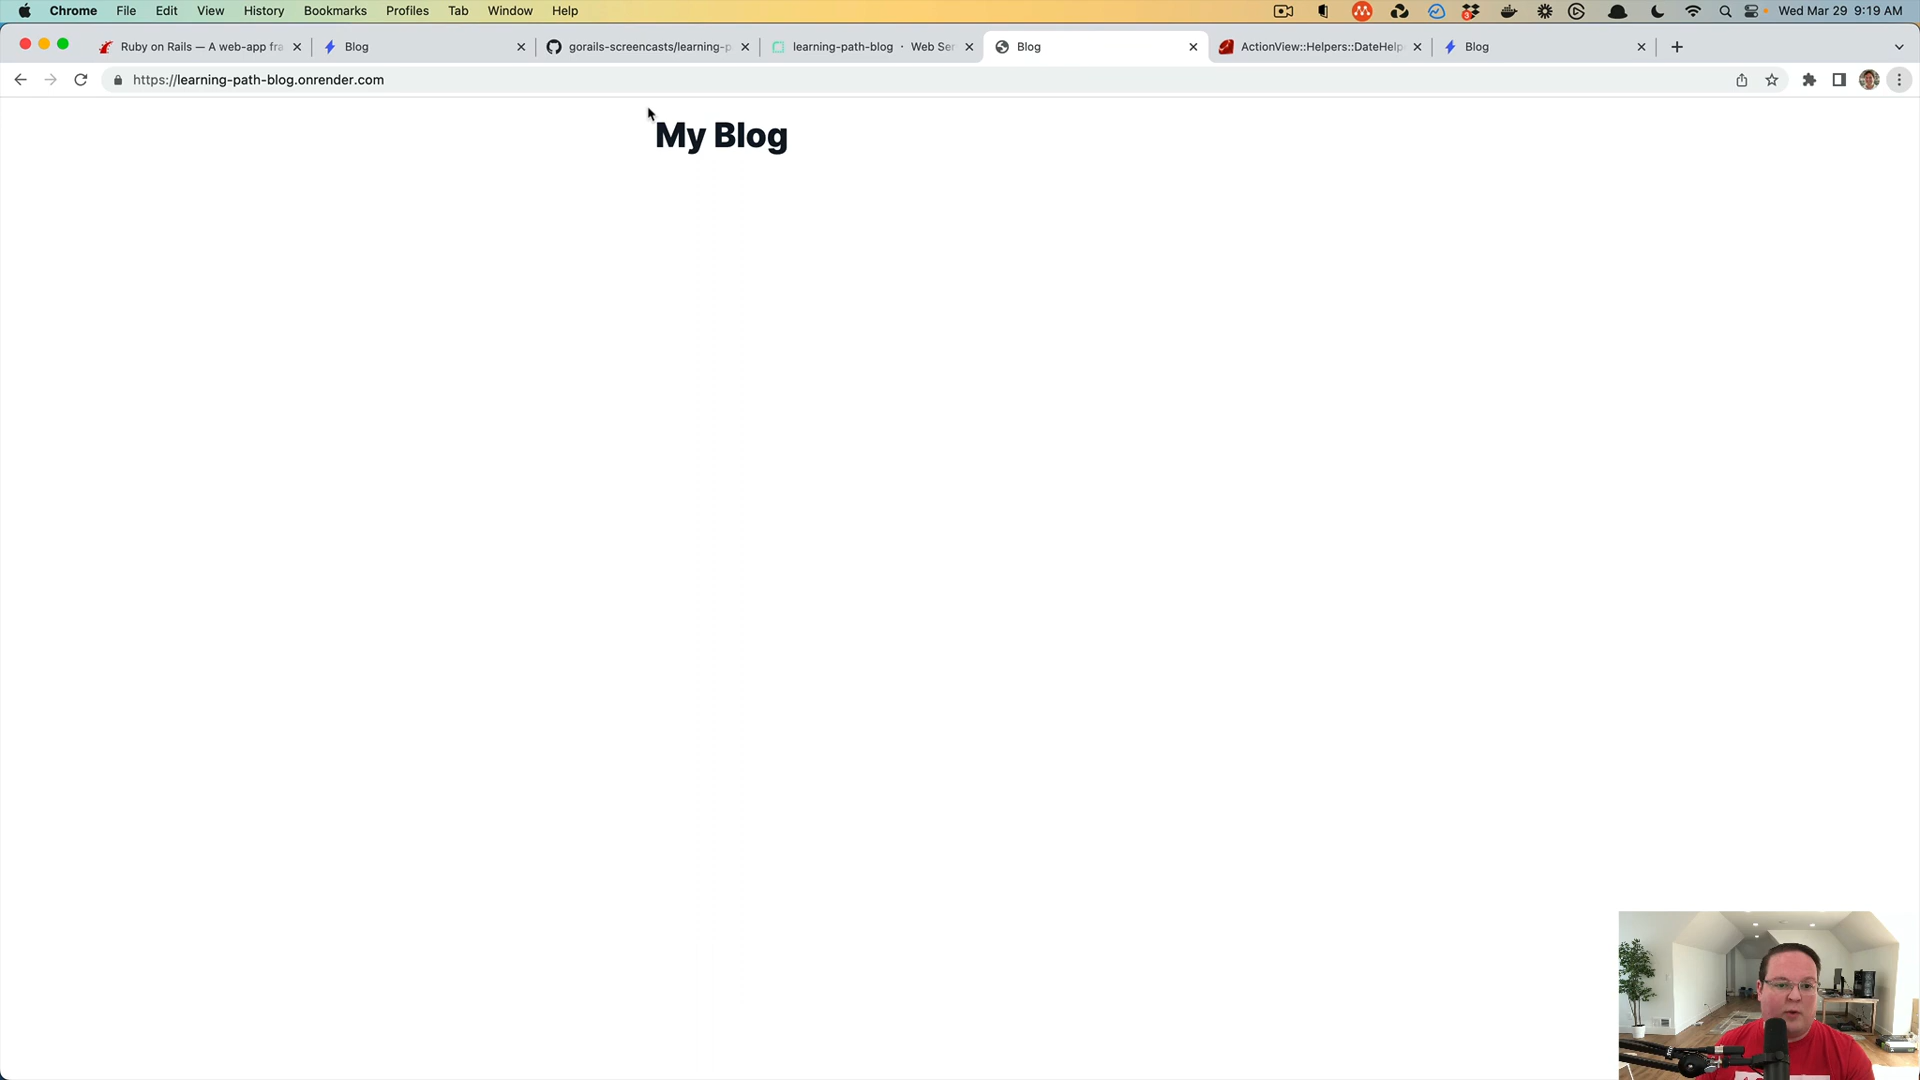 Chrome File Edit View History Bookmarks Profiles Tab Window Help
3
Wed Mar 29 9:19 AM
Ruby on Rails — A web-app fra
Blog
gorails-screencasts/learning-p
learning-path-blog · Web Ser
Blog
ActionView::Helpers::DateHelp
Blog
https://learning-path-blog.onrender.com
My Blog